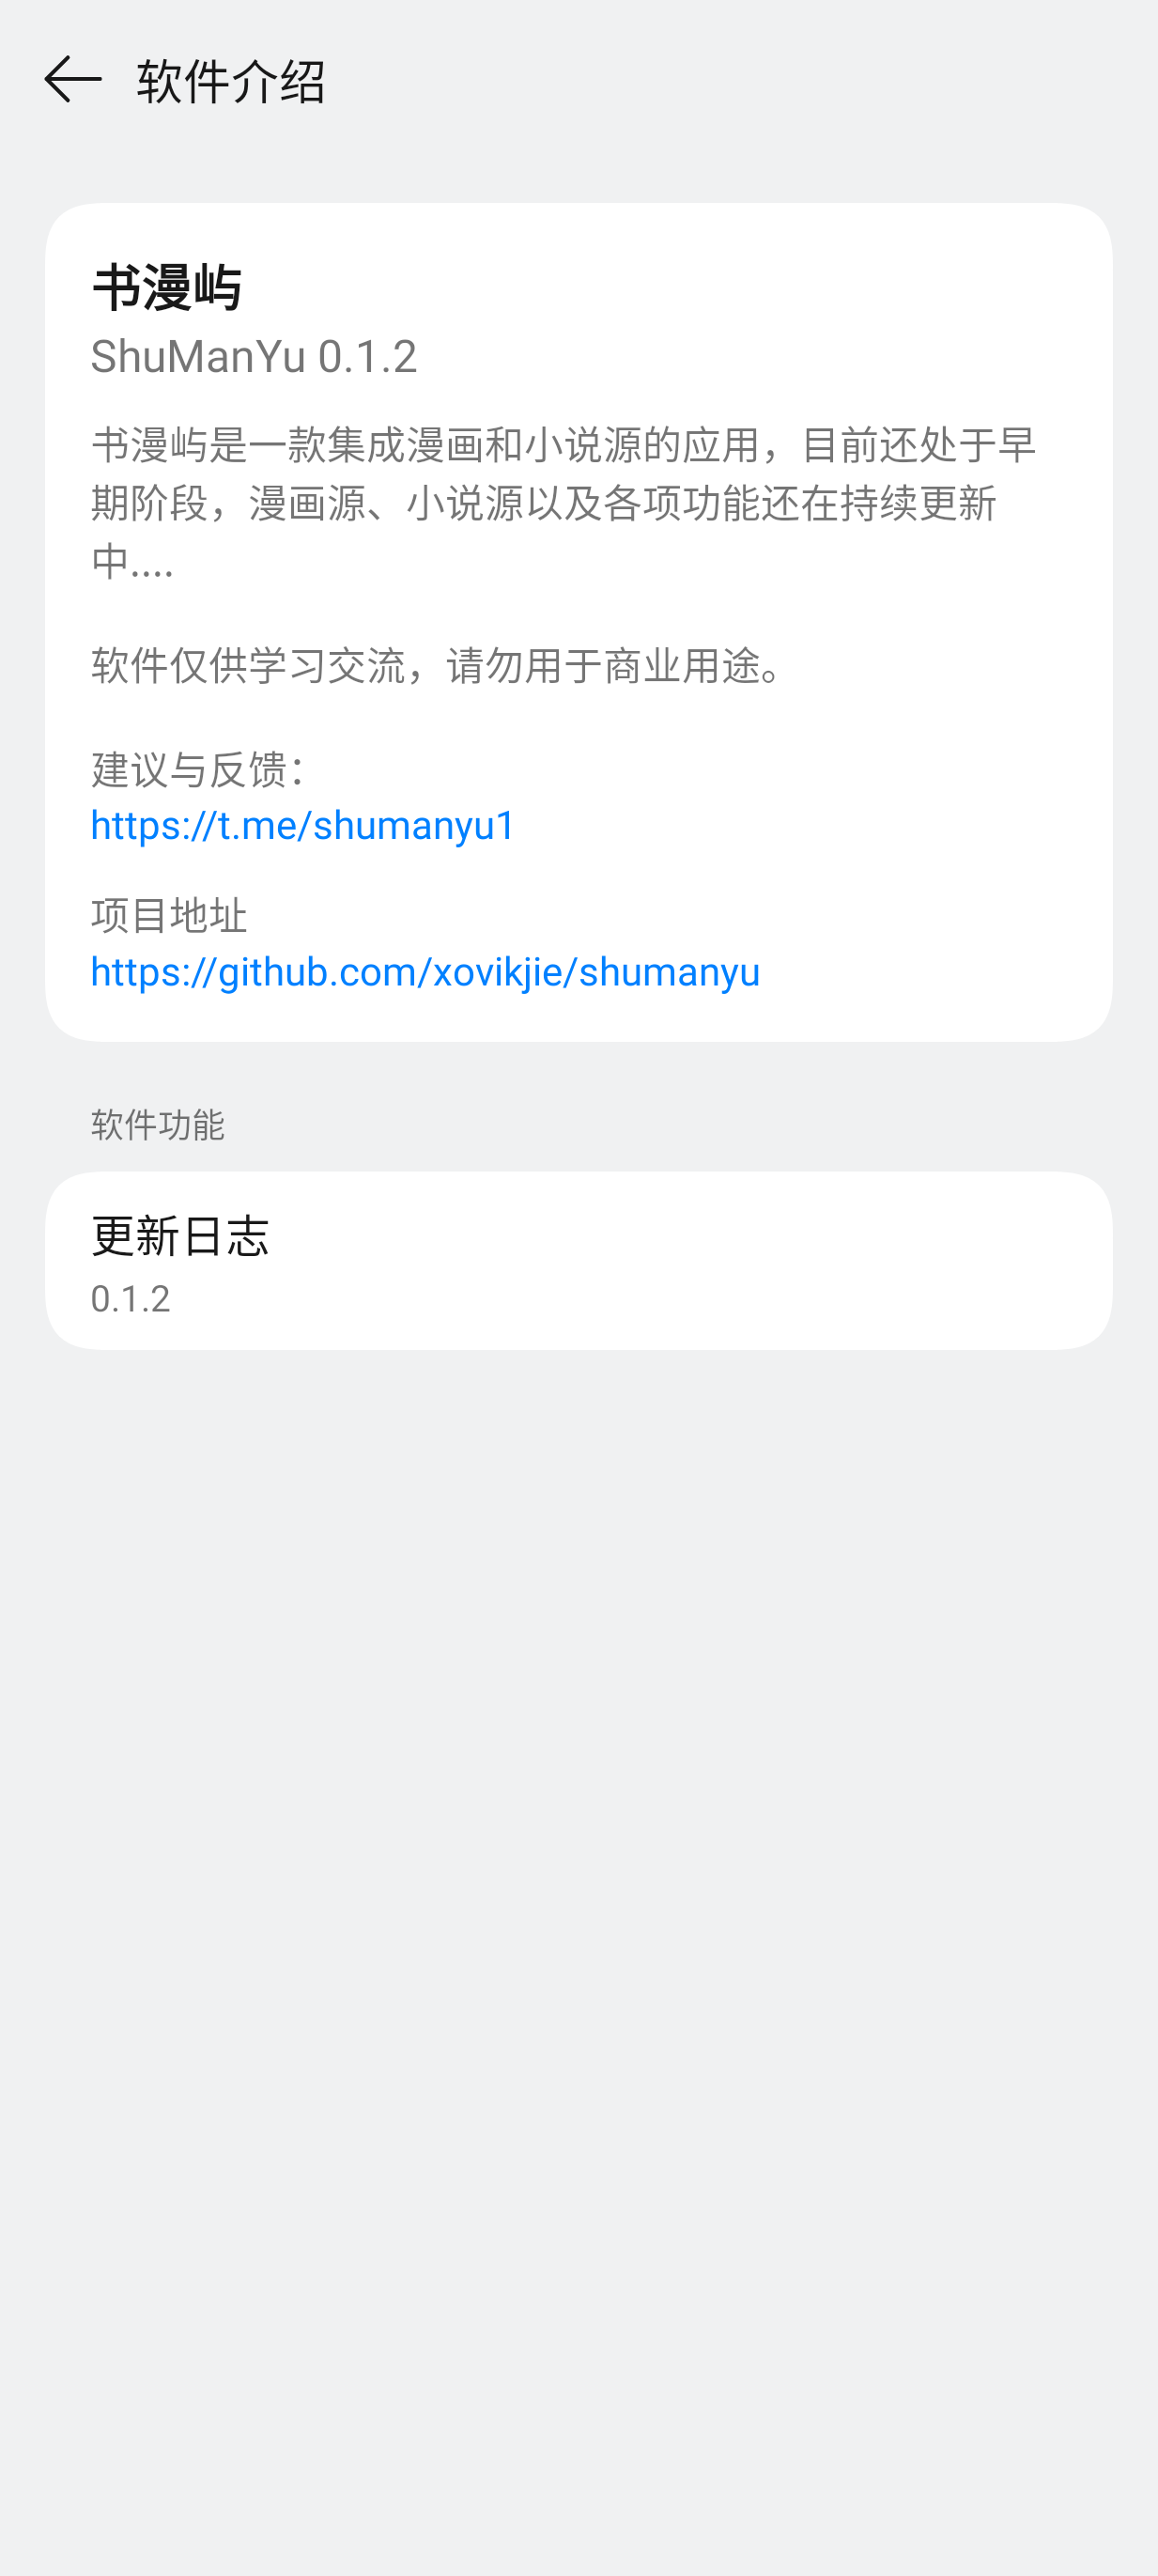 软件介绍
书漫屿
ShuManYu 0.1.2
书漫屿是一款集成漫画和小说源的应用，目前还处于早
期阶段，漫画源、小说源以及各项功能还在持续更新
中....
软件仅供学习交流，请勿用于商业用途。
建议与反馈：
https://t.me/shumanyu1
项目地址
https://github.com/xovikjie/shumanyu
软件功能
更新日志
0.1.2